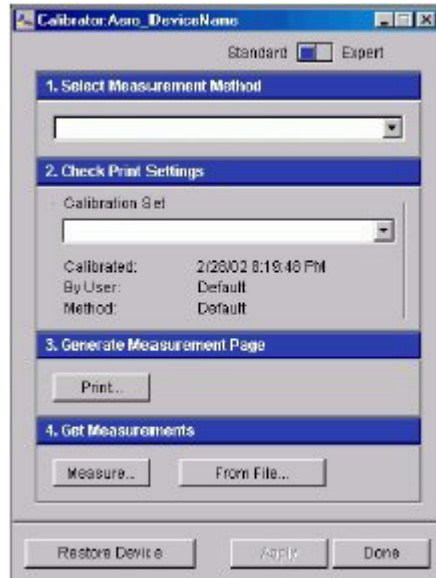 Calibrator:Aero_IDeviceName
Standard Expert
1. Select Measurement Method
2. Check Print Settings
Calibration Set
Calibrated: 2/26/02 8:19:48 PM
By User: Default
Method: Default
3. Generate Measurement Page
Print...
4. Get Measurements
Measure... From File...
Restore Device Apply Done